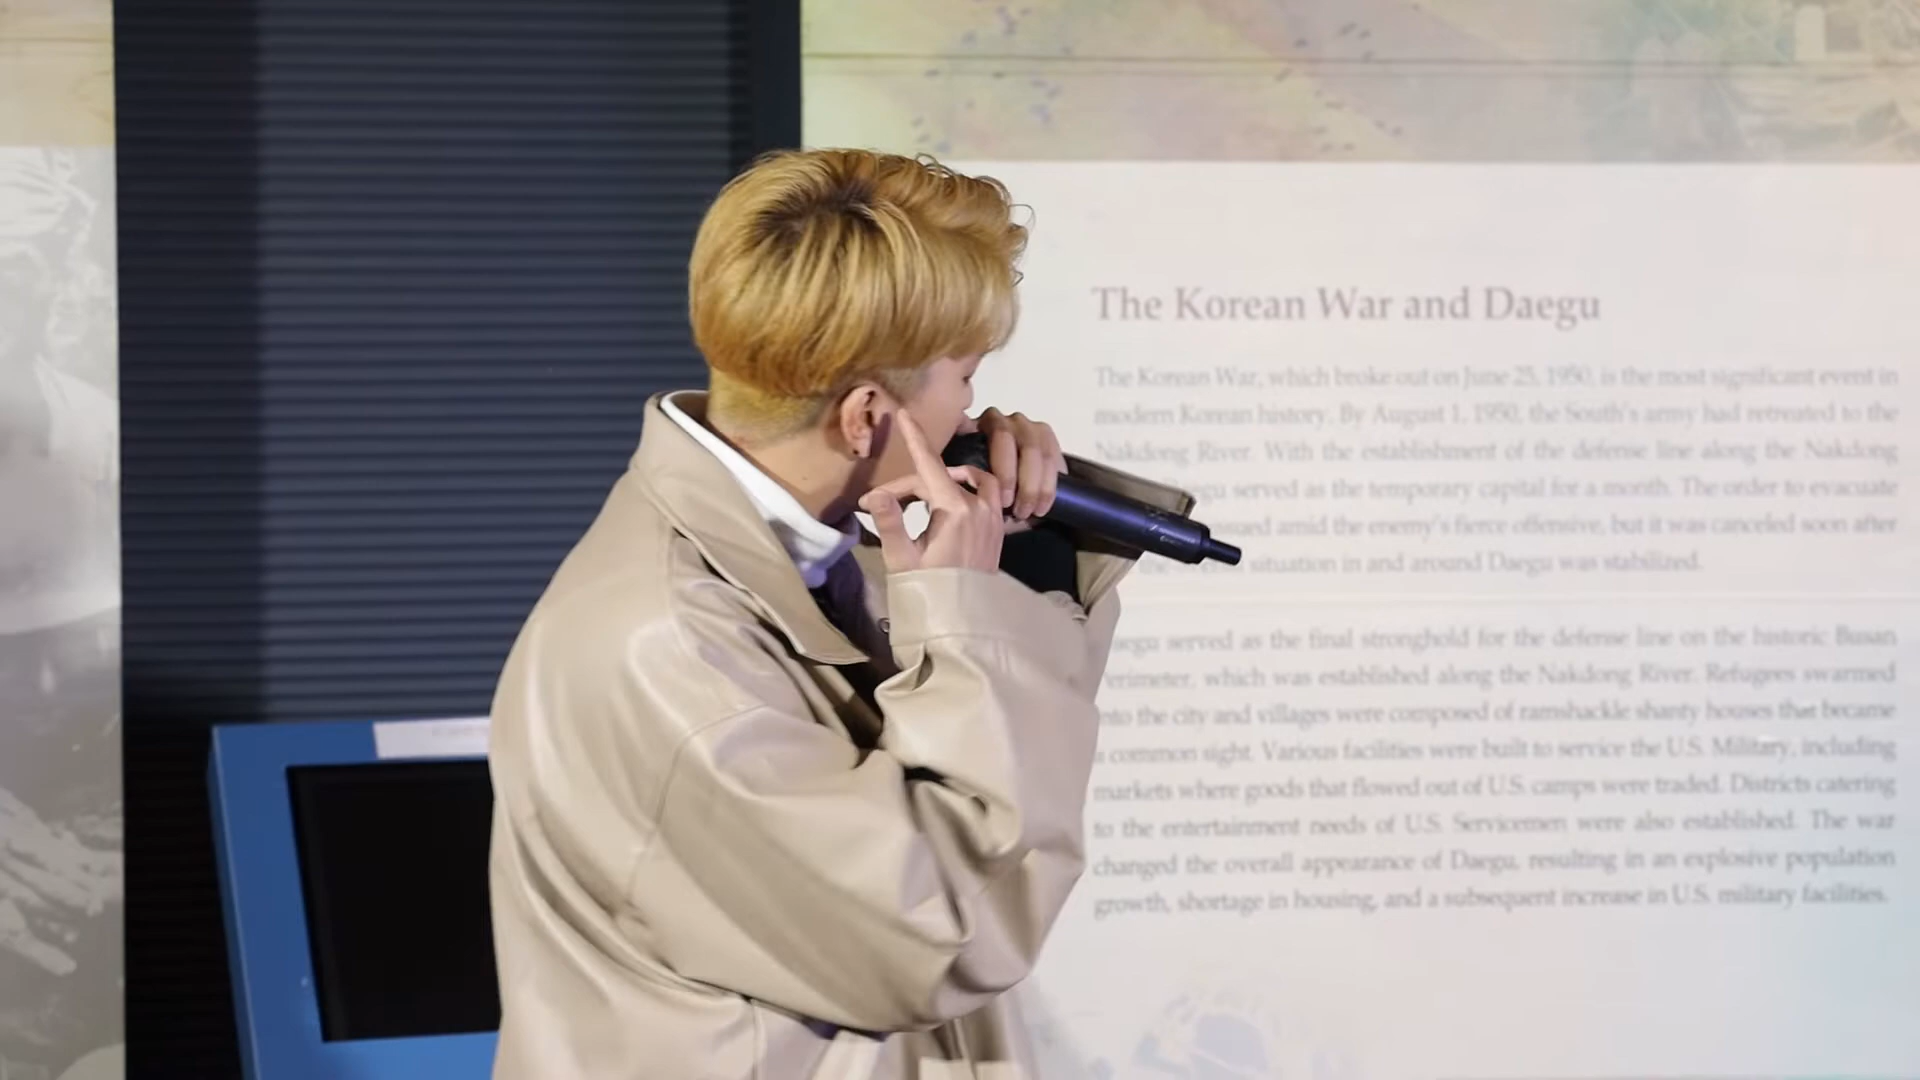 The Korean War and Daegu
The Korean War, which broke out on June 25, 1950, is the most significant event in
modern Korean history. By August 1, 1950, the South's army had retreated to the
Nakdong River. With the establishment of the defense line along the Nakdong
egu served as the temporary capital for a month. The order to evacuate
ssued amid the enemy's fierce offensive, but it was canceled soon after
the overall situation in and around Daegu was stabilized.
aegu served as the final stronghold for the defense line on the historic Busan
Perimeter, which was established along the Nakdong River. Refugees swarmed
into the city and villages were composed of ramshackle shanty houses that became
a common sight. Various facilities were built to service the U.S. Military, including
markets where goods that flowed out of U.S. camps were traded. Districts catering
to the entertainment needs of U.S. Servicemen were also established. The war
changed the overall appearance of Daegu, resulting in an explosive population
growth, shortage in housing, and a subsequent increase in U.S. military facilities.